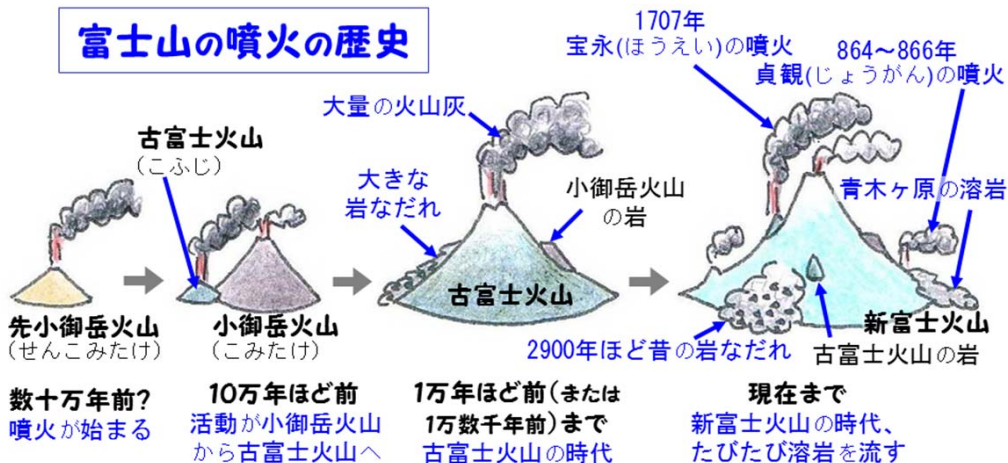 富士山の噴火の歴史
1707年
宝永(ほうえい)の噴火
864～866年
貞観(じょうがん)の噴火
大量の火山灰
古富士火山
(こふじ)
大きな
岩なだれ
小御岳火山
の岩
青木ヶ原の溶岩
古富士火山
先小御岳火山
(せんこみたけ)
小御岳火山
(こみたけ)
新富士火山
2900年ほど昔の岩なだれ
古富士火山の岩
数十万年前?
噴火が始まる
10万年ほど前
活動が小御岳火山
から古富士火山へ
1万年ほど前(または
1万数千年前)まで
古富士火山の時代
現在まで
新富士火山の時代、
たびたび溶岩を流す